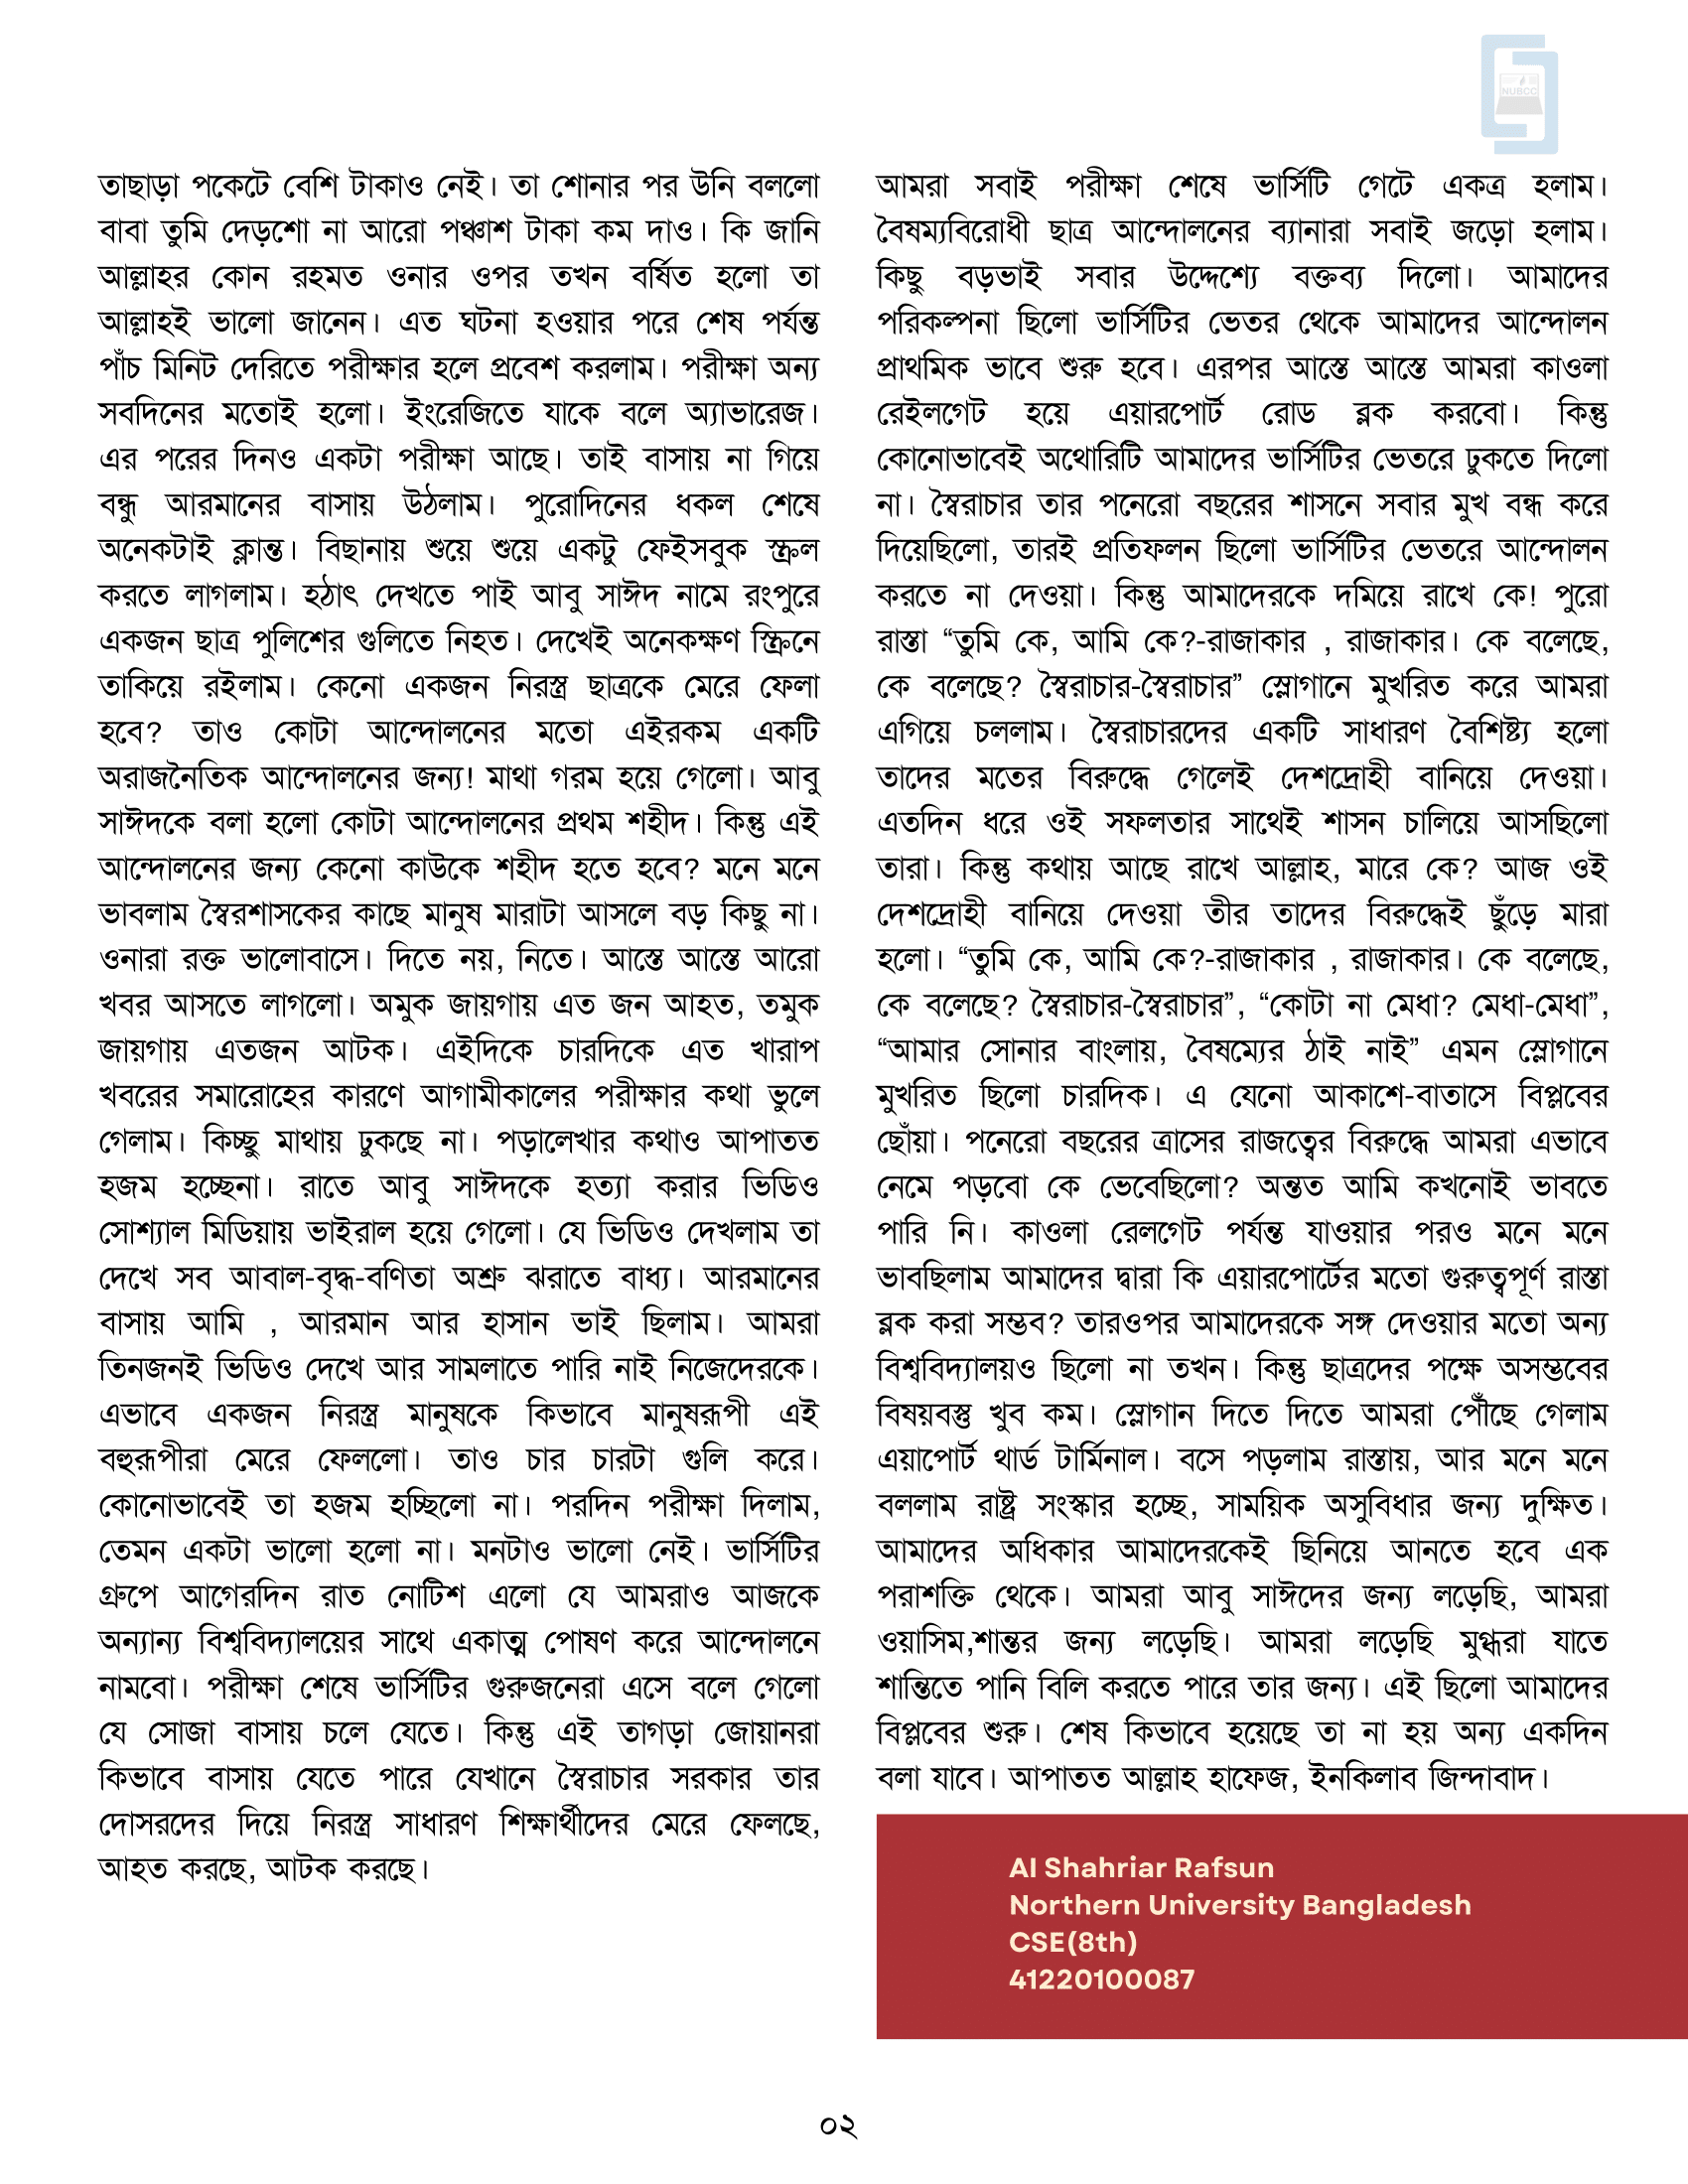 NUBCC
তাছাড়া পকেটে বেশি টাকাও নেই। তা শোনার পর উনি বললো
বাবা তুমি দেড়শো না আরো পঞ্চাশ টাকা কম দাও। কি জানি
আল্লাহর কোন রহমত ওনার ওপর তখন বর্ষিত হলো তা
আল্লাহই ভালো জানেন। এত ঘটনা হওয়ার পরে শেষ পর্যন্ত
পাঁচ মিনিট দেরিতে পরীক্ষার হলে প্রবেশ করলাম। পরীক্ষা অন্য
সবদিনের মতোই হলো। ইংরেজিতে যাকে বলে অ্যাভারেজ।
এর পরের দিনও একটা পরীক্ষা আছে। তাই বাসায় না গিয়ে
বন্ধু আরমানের বাসায় উঠলাম। পুরোদিনের ধকল শেষে
অনেকটাই ক্লান্ত। বিছানায় শুয়ে শুয়ে একটু ফেইসবুক স্ক্রল
করতে লাগলাম। হঠাৎ দেখতে পাই আবু সাঈদ নামে রংপুরে
একজন ছাত্র পুলিশের গুলিতে নিহত। দেখেই অনেকক্ষণ স্ক্রিনে
তাকিয়ে রইলাম। কেনো একজন নিরস্ত্র ছাত্রকে মেরে ফেলা
হবে? তাও কোটা আন্দোলনের মতো এইরকম একটি
অরাজনৈতিক আন্দোলনের জন্য! মাথা গরম হয়ে গেলো। আবু
সাঈদকে বলা হলো কোটা আন্দোলনের প্রথম শহীদ। কিন্তু এই
আন্দোলনের জন্য কেনো কাউকে শহীদ হতে হবে? মনে মনে
ভাবলাম স্বৈরশাসকের কাছে মানুষ মারাটা আসলে বড় কিছু না।
ওনারা রক্ত ভালোবাসে। দিতে নয়, নিতে। আস্তে আস্তে আরো
খবর আসতে লাগলো। অমুক জায়গায় এত জন আহত, তমুক
জায়গায় এতজন আটক। এইদিকে চারদিকে এত খারাপ
খবরের সমারোহের কারণে আগামীকালের পরীক্ষার কথা ভুলে
গেলাম। কিচ্ছু মাথায় ঢুকছে না। পড়ালেখার কথাও আপাতত
হজম হচ্ছেনা। রাতে আবু সাঈদকে হত্যা করার ভিডিও
সোশ্যাল মিডিয়ায় ভাইরাল হয়ে গেলো। যে ভিডিও দেখলাম তা
দেখে সব আবাল-বৃদ্ধ-বণিতা অশ্রু ঝরাতে বাধ্য। আরমানের
বাসায় আমি , আরমান আর হাসান ভাই ছিলাম। আমরা
তিনজনই ভিডিও দেখে আর সামলাতে পারি নাই নিজেদেরকে।
এভাবে একজন নিরস্ত্র মানুষকে কিভাবে মানুষরূপী এই
বহুরূপীরা মেরে ফেললো। তাও চার চারটা গুলি করে।
কোনোভাবেই তা হজম হচ্ছিলো না। পরদিন পরীক্ষা দিলাম,
তেমন একটা ভালো হলো না। মনটাও ভালো নেই। ভার্সিটির
গ্রুপে আগেরদিন রাত নোটিশ এলো যে আমরাও আজকে
অন্যান্য বিশ্ববিদ্যালয়ের সাথে একাত্ম পোষণ করে আন্দোলনে
নামবো। পরীক্ষা শেষে ভার্সিটির গুরুজনেরা এসে বলে গেলো
যে সোজা বাসায় চলে যেতে। কিন্তু এই তাগড়া জোয়ানরা
কিভাবে বাসায় যেতে পারে যেখানে স্বৈরাচার সরকার তার
দোসরদের দিয়ে নিরস্ত্র সাধারণ শিক্ষার্থীদের মেরে ফেলছে,
আহত করছে, আটক করছে।
আমরা সবাই পরীক্ষা শেষে ভার্সিটি গেটে একত্র হলাম।
বৈষম্যবিরোধী ছাত্র আন্দোলনের ব্যানারা সবাই জড়ো হলাম।
কিছু বড়ভাই সবার উদ্দেশ্যে বক্তব্য দিলো। আমাদের
পরিকল্পনা ছিলো ভার্সিটির ভেতর থেকে আমাদের আন্দোলন
প্রাথমিক ভাবে শুরু হবে। এরপর আস্তে আস্তে আমরা কাওলা
রেইলগেট হয়ে এয়ারপোর্ট রোড ব্লক করবো। কিন্তু
কোনোভাবেই অথোরিটি আমাদের ভার্সিটির ভেতরে ঢুকতে দিলো
না। স্বৈরাচার তার পনেরো বছরের শাসনে সবার মুখ বন্ধ করে
দিয়েছিলো, তারই প্রতিফলন ছিলো ভার্সিটির ভেতরে আন্দোলন
করতে না দেওয়া। কিন্তু আমাদেরকে দমিয়ে রাখে কে! পুরো
রাস্তা “তুমি কে, আমি কে?-রাজাকার , রাজাকার। কে বলেছে,
কে বলেছে? স্বৈরাচার-স্বৈরাচার” স্লোগানে মুখরিত করে আমরা
এগিয়ে চললাম। স্বৈরাচারদের একটি সাধারণ বৈশিষ্ট্য হলো
তাদের মতের বিরুদ্ধে গেলেই দেশদ্রোহী বানিয়ে দেওয়া।
এতদিন ধরে ওই সফলতার সাথেই শাসন চালিয়ে আসছিলো
তারা। কিন্তু কথায় আছে রাখে আল্লাহ, মারে কে? আজ ওই
দেশদ্রোহী বানিয়ে দেওয়া তীর তাদের বিরুদ্ধেই ছুঁড়ে মারা
হলো। “তুমি কে, আমি কে?-রাজাকার , রাজাকার। কে বলেছে,
কে বলেছে? স্বৈরাচার-স্বৈরাচার”, “কোটা না মেধা? মেধা-মেধা”,
“আমার সোনার বাংলায়, বৈষম্যের ঠাই নাই” এমন স্লোগানে
মুখরিত ছিলো চারদিক। এ যেনো আকাশে-বাতাসে বিপ্লবের
ছোঁয়া। পনেরো বছরের ত্রাসের রাজত্বের বিরুদ্ধে আমরা এভাবে
নেমে পড়বো কে ভেবেছিলো? অন্তত আমি কখনোই ভাবতে
পারি নি। কাওলা রেলগেট পর্যন্ত যাওয়ার পরও মনে মনে
ভাবছিলাম আমাদের দ্বারা কি এয়ারপোর্টের মতো গুরুত্বপূর্ণ রাস্তা
ব্লক করা সম্ভব? তারওপর আমাদেরকে সঙ্গ দেওয়ার মতো অন্য
বিশ্ববিদ্যালয়ও ছিলো না তখন। কিন্তু ছাত্রদের পক্ষে অসম্ভবের
বিষয়বস্তু খুব কম। স্লোগান দিতে দিতে আমরা পৌঁছে গেলাম
এয়াপোর্ট থার্ড টার্মিনাল। বসে পড়লাম রাস্তায়, আর মনে মনে
বললাম রাষ্ট্র সংস্কার হচ্ছে, সাময়িক অসুবিধার জন্য দুক্ষিত।
আমাদের অধিকার আমাদেরকেই ছিনিয়ে আনতে হবে এক
পরাশক্তি থেকে। আমরা আবু সাঈদের জন্য লড়েছি, আমরা
ওয়াসিম,শান্তর জন্য লড়েছি। আমরা লড়েছি মুগ্ধরা যাতে
শান্তিতে পানি বিলি করতে পারে তার জন্য। এই ছিলো আমাদের
বিপ্লবের শুরু। শেষ কিভাবে হয়েছে তা না হয় অন্য একদিন
বলা যাবে। আপাতত আল্লাহ হাফেজ, ইনকিলাব জিন্দাবাদ।
Al Shahriar Rafsun
Northern University Bangladesh
CSE(8th)
41220100087
০২